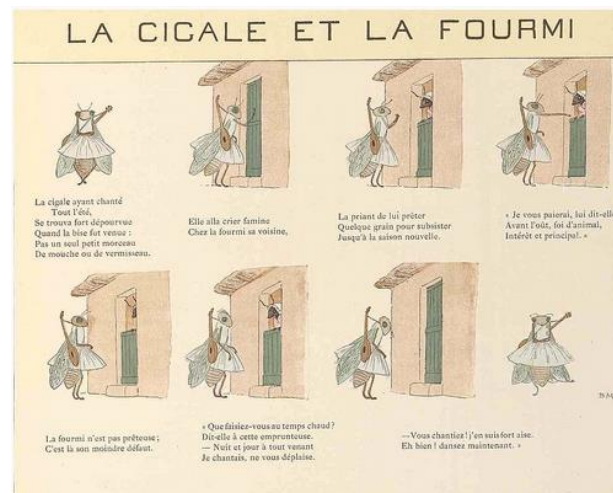 LA CIGALE ET LA FOURMI
La cigale ayant chanté
Tout l'été,
Se trouva fort dépourvue
Quand la bise fut venue :
Pas un seul petit morceau
De mouche ou de vermisseau.
Elle alla crier famine
Chez la fourmi sa voisine,
La priant de lui prêter
Quelque grain pour subsister
Jusqu'à la saison nouvelle.
« Je vous paierai, lui dit-elle
Avant l'oût, foi d'animal,
Intérêt et principal. »
La fourmi n'est pas prêteuse ;
C'est là son moindre défaut.
« Que faisiez-vous au temps chaud ?
Dit-elle à cette emprunteuse.
— Nuit et jour à tout venant
Je chantais, ne vous déplaise.
— Vous chantiez ! j'en suis fort aise.
Eh bien ! dansez maintenant. »